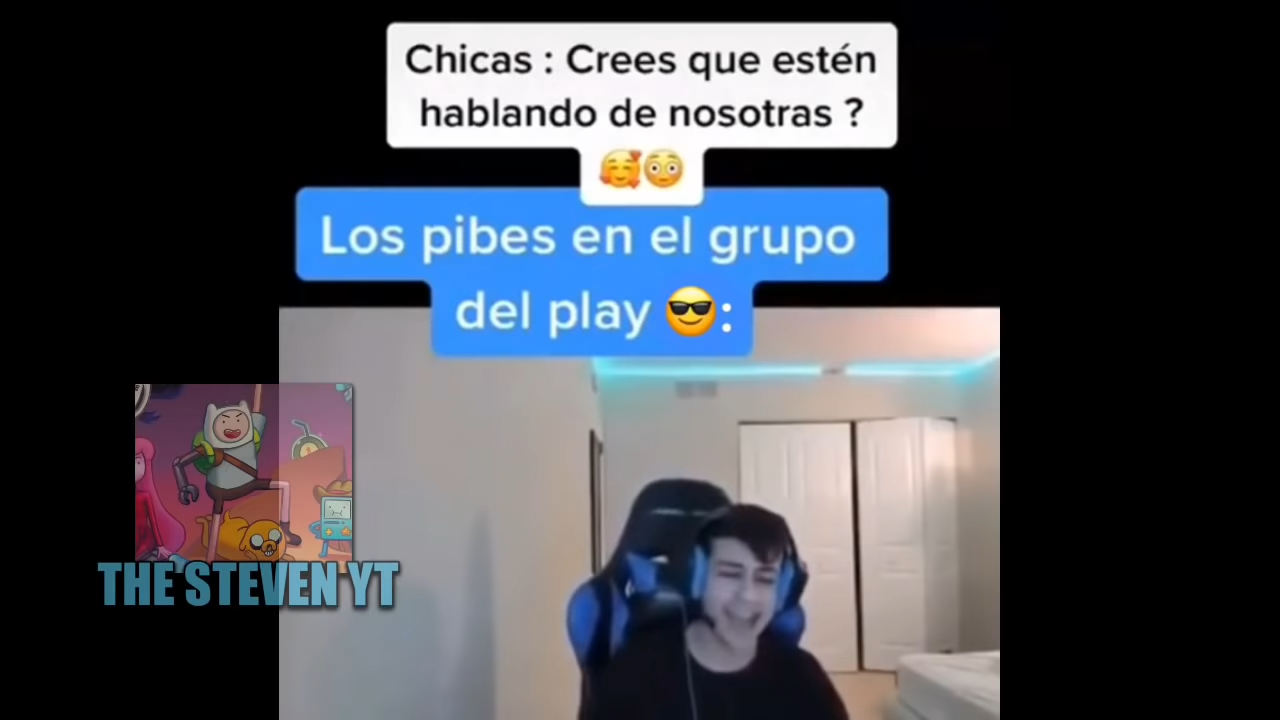 Chicas : Crees que estén
hablando de nosotras ?
🥰😳
Los pibes en el grupo
del play 😎:
THE STEVEN YT